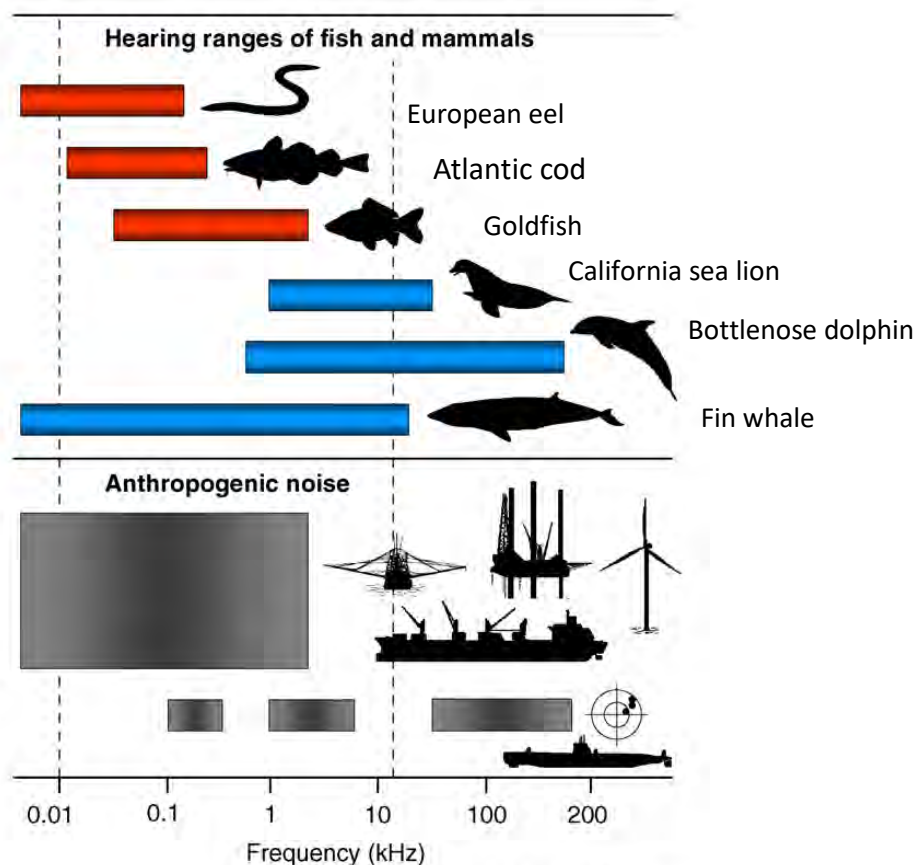 Hearing ranges of fish and mammals
European eel
Atlantic cod
Goldfish
California sea lion
Bottlenose dolphin
Fin whale
Anthropogenic noise
0.01 0.1 1 10 100 200
Frequency (kHz)